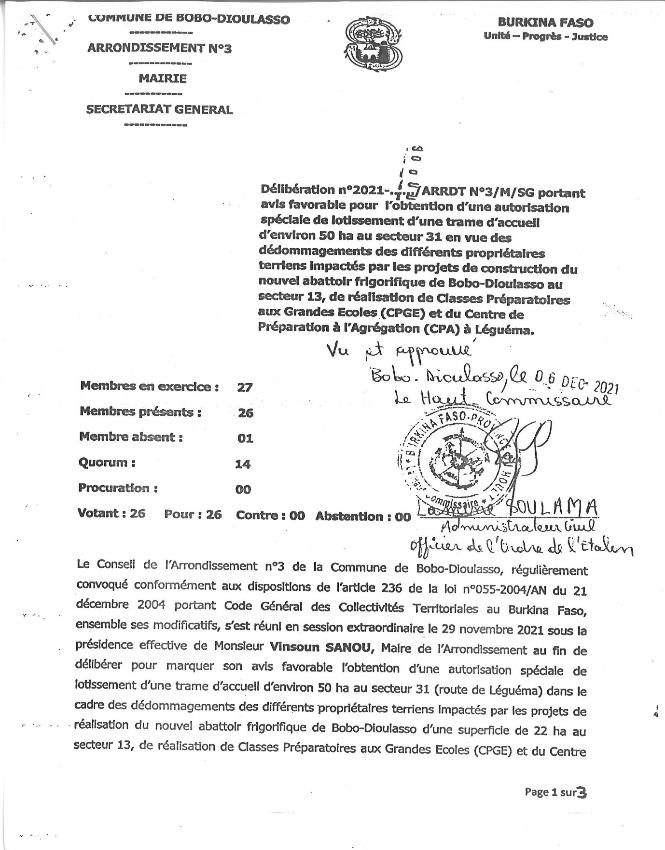 COMMUNE DE BOBO-DIOULASSO
------------
ARRONDISSEMENT N°3
------------
MAIRIE
-----------
SECRETARIAT GENERAL
------------
BURKINA FASO
Unité – Progrès - Justice
Délibération n°2021-../ARRDT N°3/M/SG portant
avis favorable pour l'obtention d'une autorisation
spéciale de lotissement d'une trame d'accueil
d'environ 50 ha au secteur 31 en vue des
dédommagements des différents propriétaires
terriens impactés par les projets de construction du
nouvel abattoir frigorifique de Bobo-Dioulasso au
secteur 13, de réalisation de Classes Préparatoires
aux Grandes Ecoles (CPGE) et du Centre de
Préparation à l'Agrégation (CPA) à Léguéma.
Vu et approuvé
Bobo-Dioulasso, le 06 DEC 2021
Le Haut Commissaire
Membres en exercice : 27
Membres présents : 26
Membre absent : 01
Quorum : 14
Procuration : 00
Votant : 26 Pour : 26 Contre : 00 Abstention : 00
BURKINA FASO-PROVINCE
Commissaire
SOULAMA
Administrateur Civil
Officier de l'Ordre de l'Etalon
Le Conseil de l'Arrondissement n°3 de la Commune de Bobo-Dioulasso, régulièrement
convoqué conformément aux dispositions de l'article 236 de la loi n°055-2004/AN du 21
décembre 2004 portant Code Général des Collectivités Territoriales au Burkina Faso,
ensemble ses modificatifs, s'est réuni en session extraordinaire le 29 novembre 2021 sous la
présidence effective de Monsieur Vinsoun SANOU, Maire de l'Arrondissement au fin de
délibérer pour marquer son avis favorable l'obtention d'une autorisation spéciale de
lotissement d'une trame d'accueil d'environ 50 ha au secteur 31 (route de Léguéma) dans le
cadre des dédommagements des différents propriétaires terriens impactés par les projets de
réalisation du nouvel abattoir frigorifique de Bobo-Dioulasso d'une superficie de 22 ha au
secteur 13, de réalisation de Classes Préparatoires aux Grandes Ecoles (CPGE) et du Centre
Page 1 sur 3